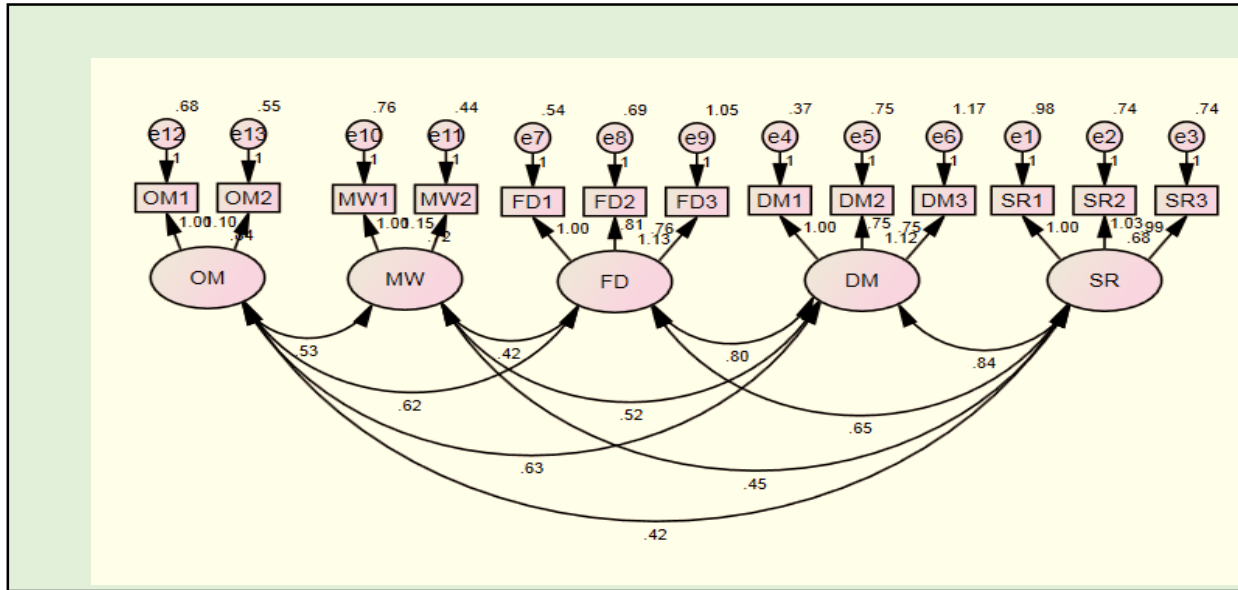 .68 .55 .76 .44 .54 .69 1.05 .37 .75 1.17 .98 .74 .74
e12 e13 e10 e11 e7 e8 e9 e4 e5 e6 e1 e2 e3
1 1 1 1 1 1 1 1 1 1 1 1 1
OM1 OM2 MW1 MW2 FD1 FD2 FD3 DM1 DM2 DM3 SR1 SR2 SR3
1.00 1.10 1.00 1.15 1.00 .81 .76 1.00 .75 .75 1.00 1.03 .99
1.13 1.12 .68
OM MW FD DM SR
.53 .42 .80 .84
.62 .52 .65
.63 .45
.42